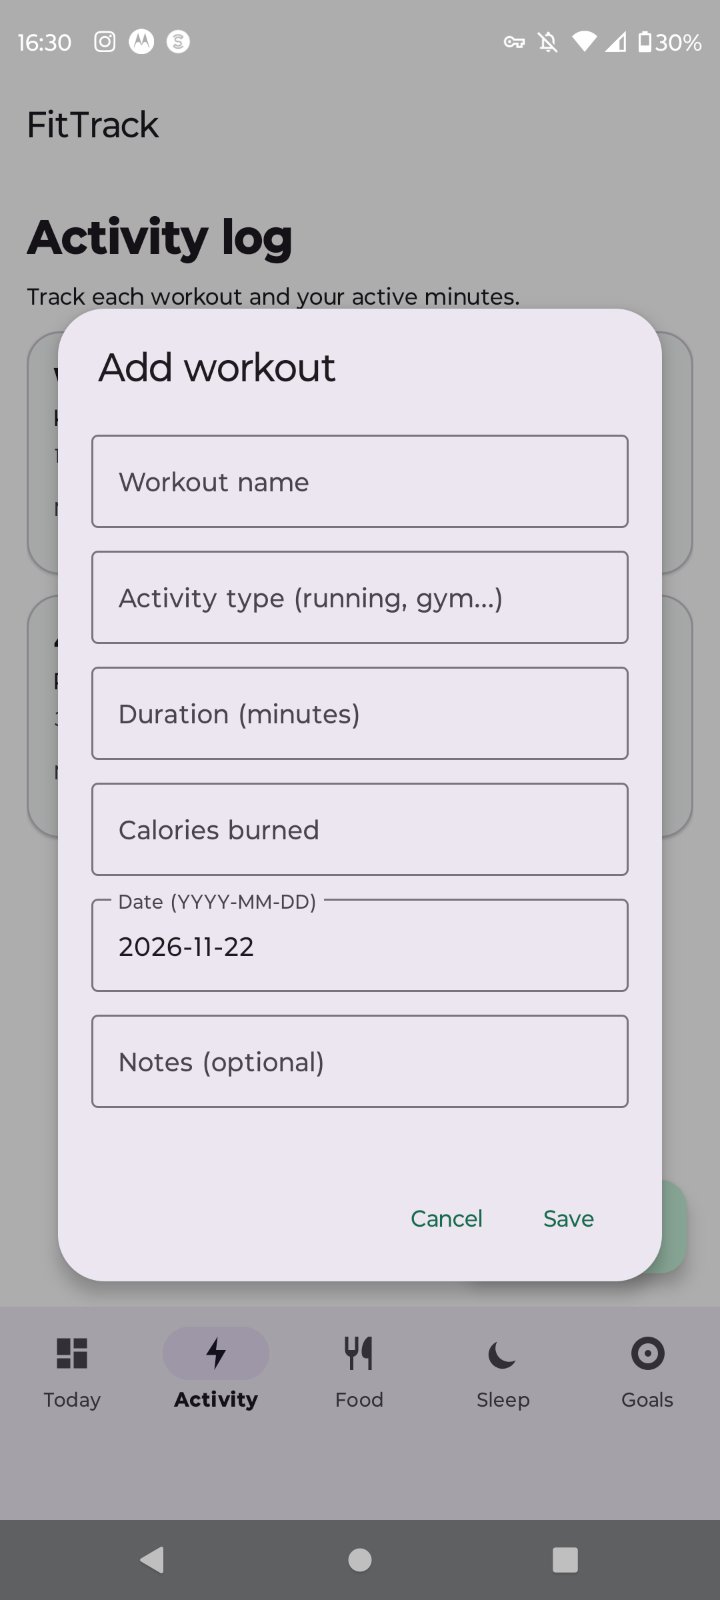 16:30
30%
FitTrack
Activity log
Track each workout and your active minutes.
Add workout
Workout name
Activity type (running, gym...)
Duration (minutes)
Calories burned
Date (YYYY-MM-DD)
2026-11-22
Notes (optional)
Cancel Save
Today Activity Food Sleep Goals